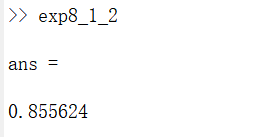 >> exp8_1_2
ans =
0.855624